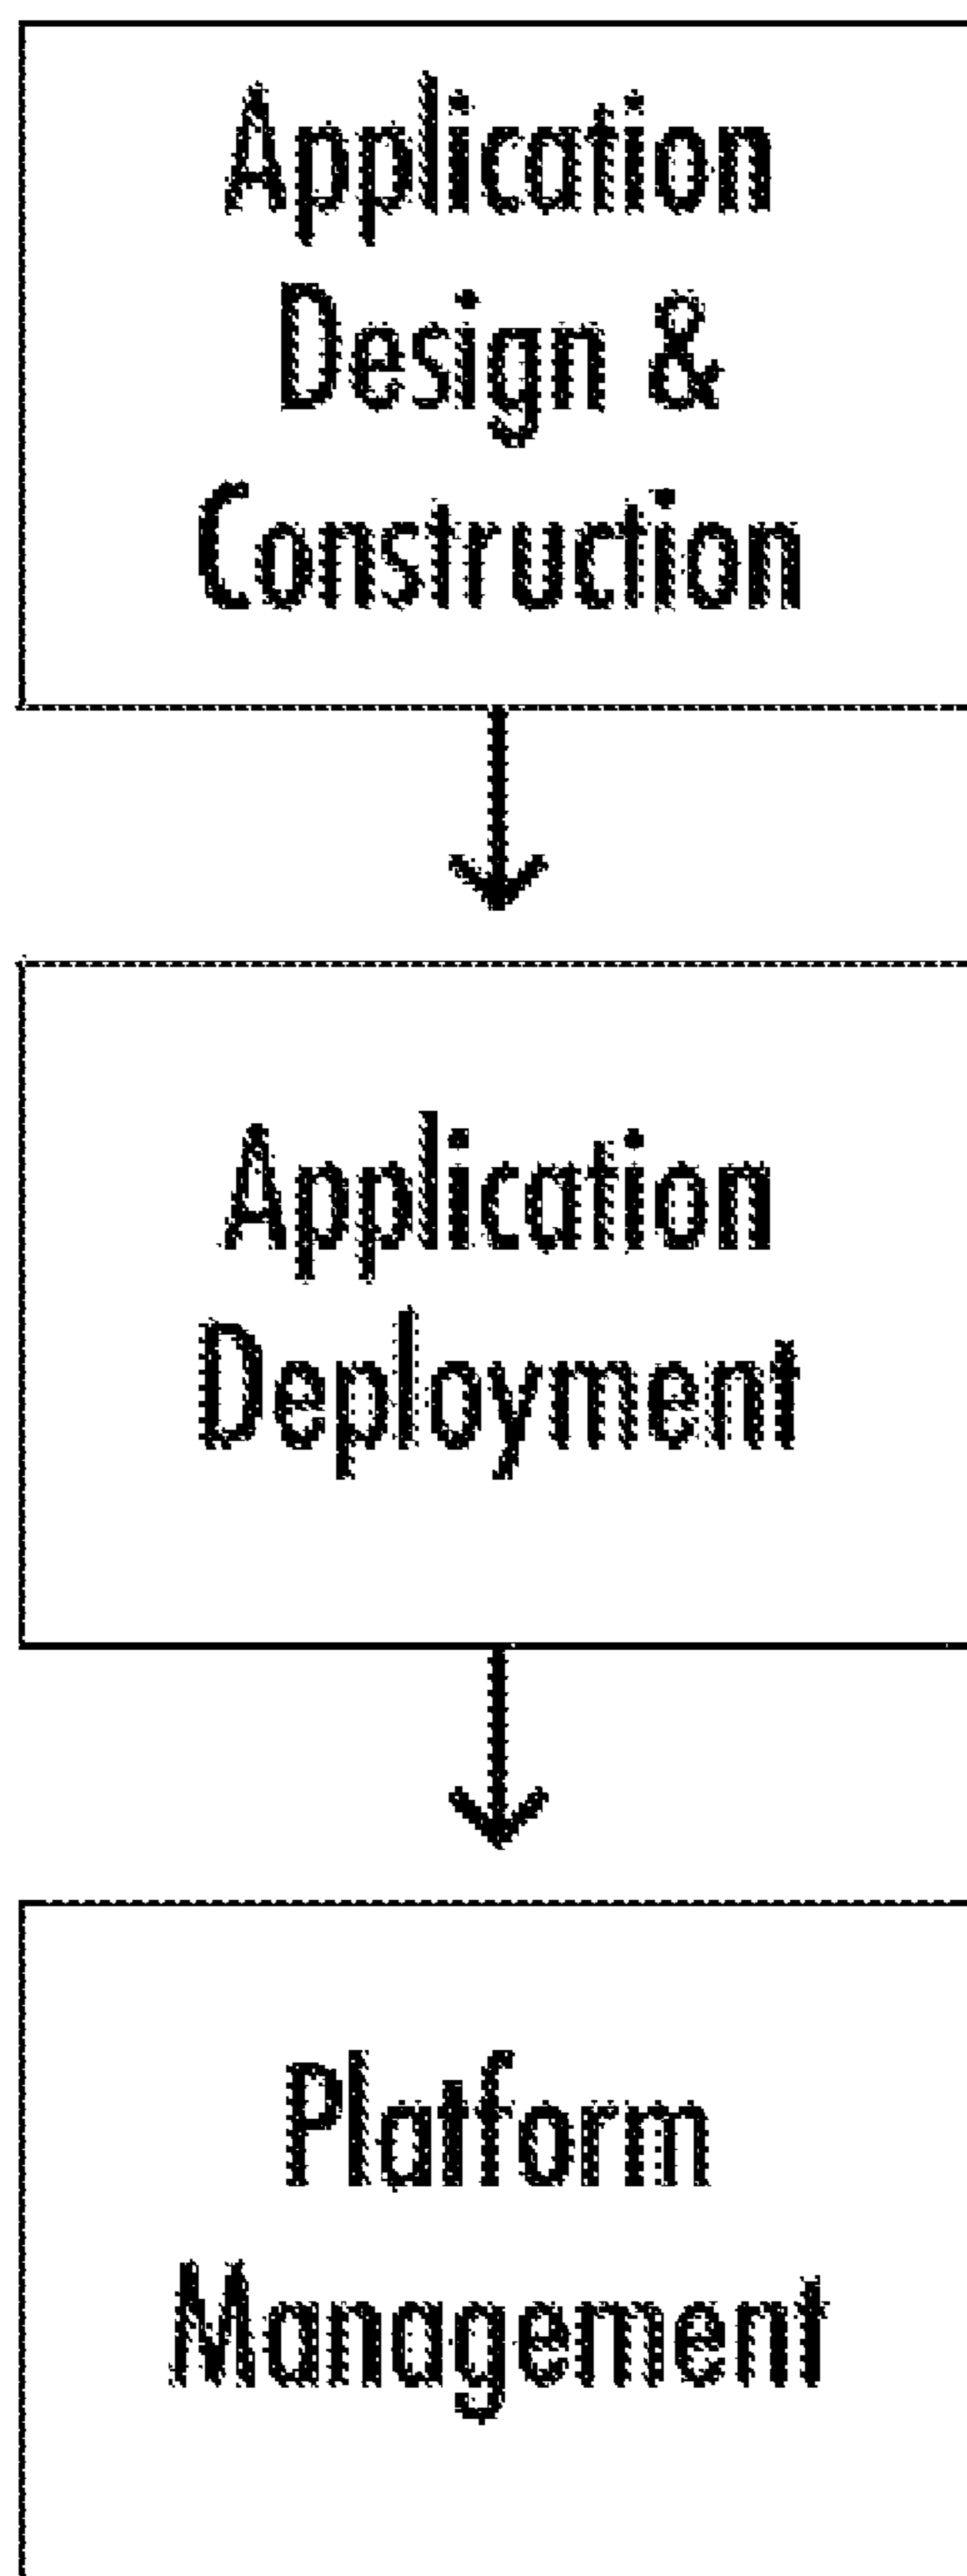 Application
Design &
Construction
Application
Deployment
Platform
Management